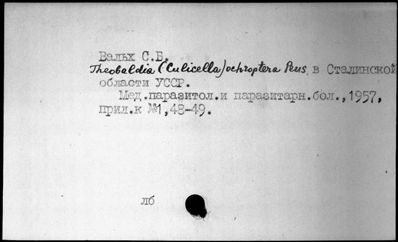 Вальх С.Б.
Theobaldia (Culicella) ochroptera Peus, в Сталинской
области УССР.
Мед.паразитол.и паразитарн.бол.,1957,
прил.к №1,48-49.
лб